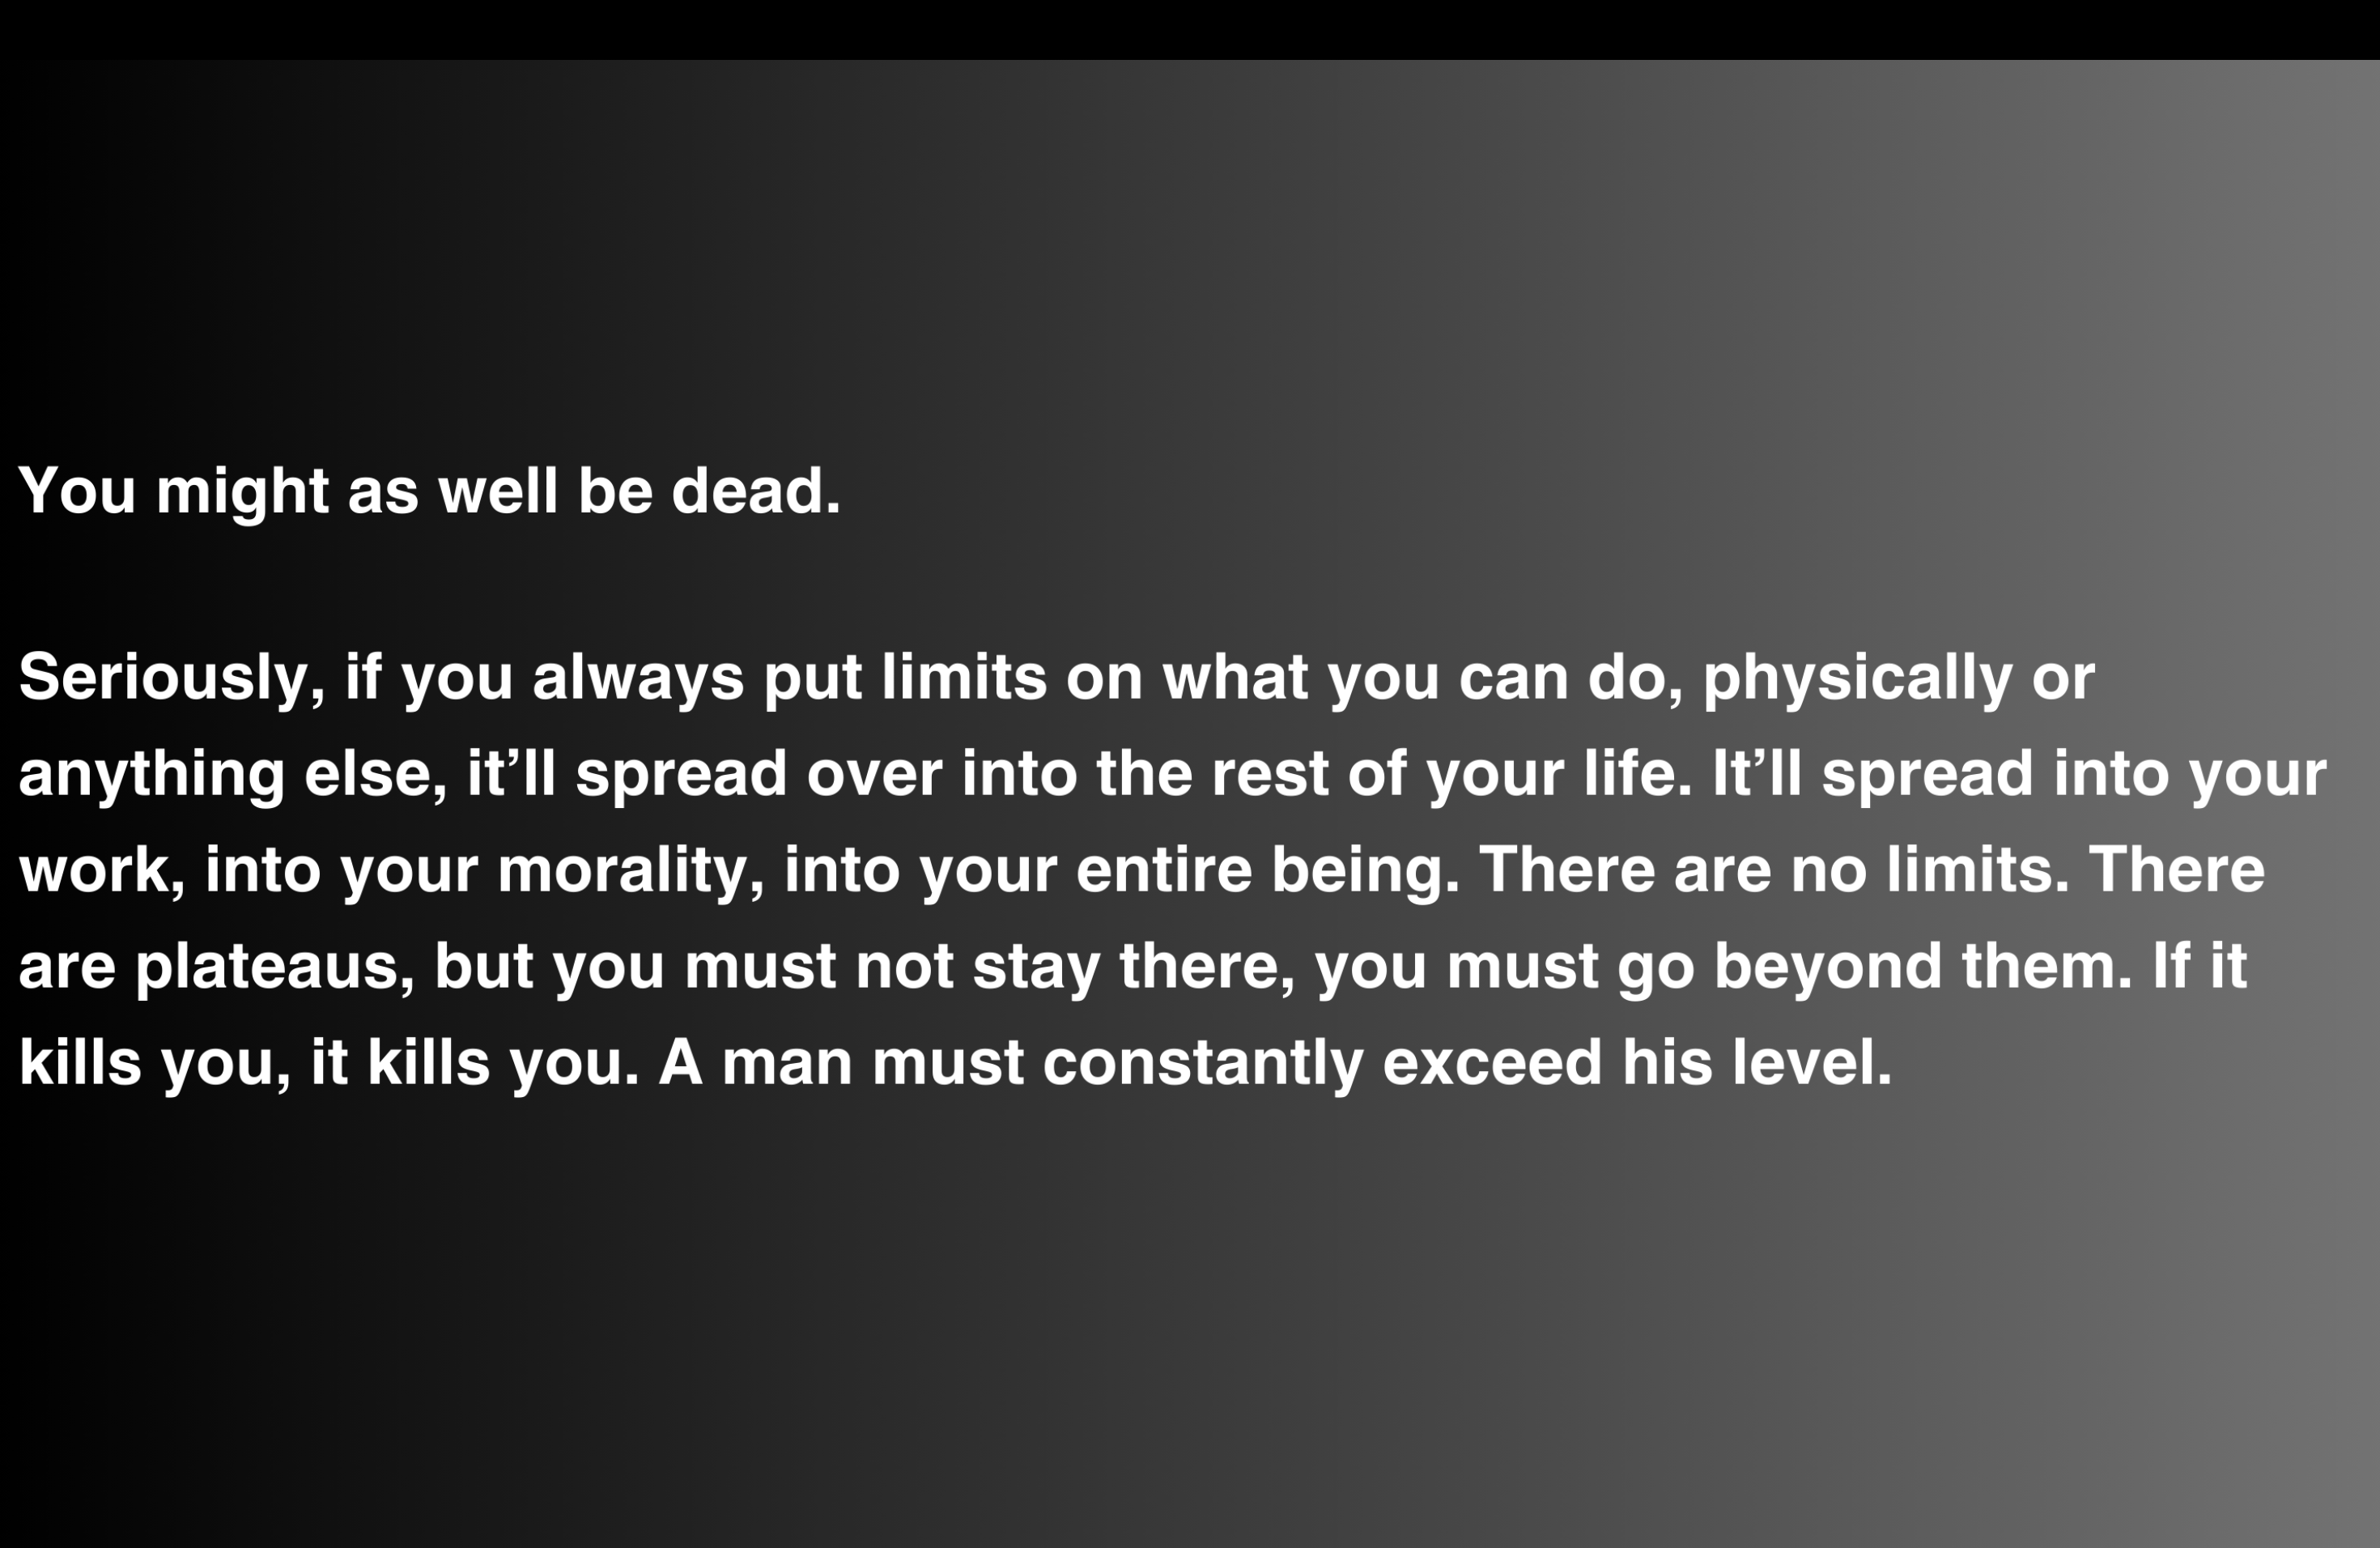 You might as well be dead.
Seriously, if you always put limits on what you can do, physically or
anything else, it’ll spread over into the rest of your life. It’ll spread into your
work, into your morality, into your entire being. There are no limits. There
are plateaus, but you must not stay there, you must go beyond them. If it
kills you, it kills you. A man must constantly exceed his level.